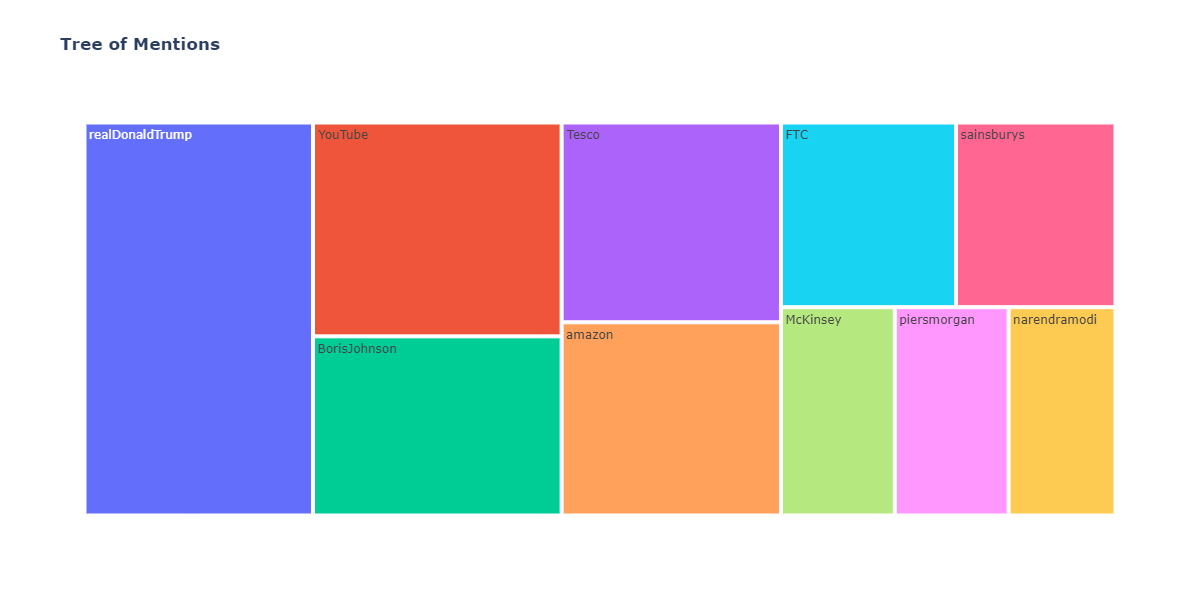 Tree of Mentions
realDonaldTrump
YouTube
Tesco
FTC
sainsburys
BorisJohnson
amazon
McKinsey
piersmorgan
narendramodi